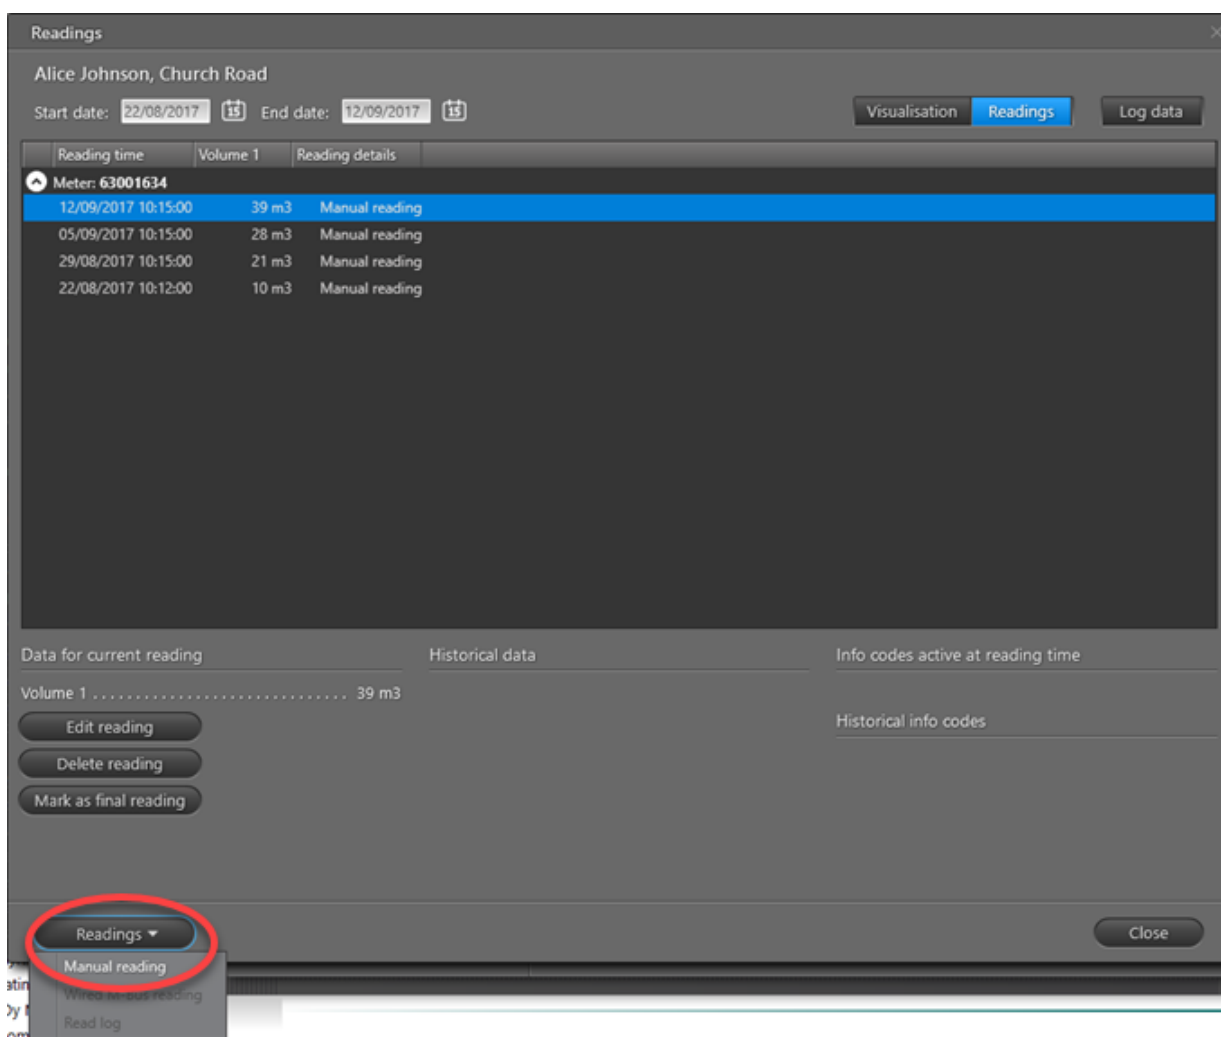 Readings
Alice Johnson, Church Road
Start date: 22/08/2017 15 End date: 12/09/2017 15 Visualisation Readings Log data
Reading time Volume 1 Reading details
Meter: 63001634
12/09/2017 10:15:00 39 m3 Manual reading
05/09/2017 10:15:00 28 m3 Manual reading
29/08/2017 10:15:00 21 m3 Manual reading
22/08/2017 10:12:00 10 m3 Manual reading
Data for current reading Historical data Info codes active at reading time
Volume 1 . . . . . . . . . . . . . . . . . . . . . . . . . . . . . . 39 m3
Edit reading Historical info codes
Delete reading
Mark as final reading
Readings Close
Manual reading
Wired M-Bus reading
Read log